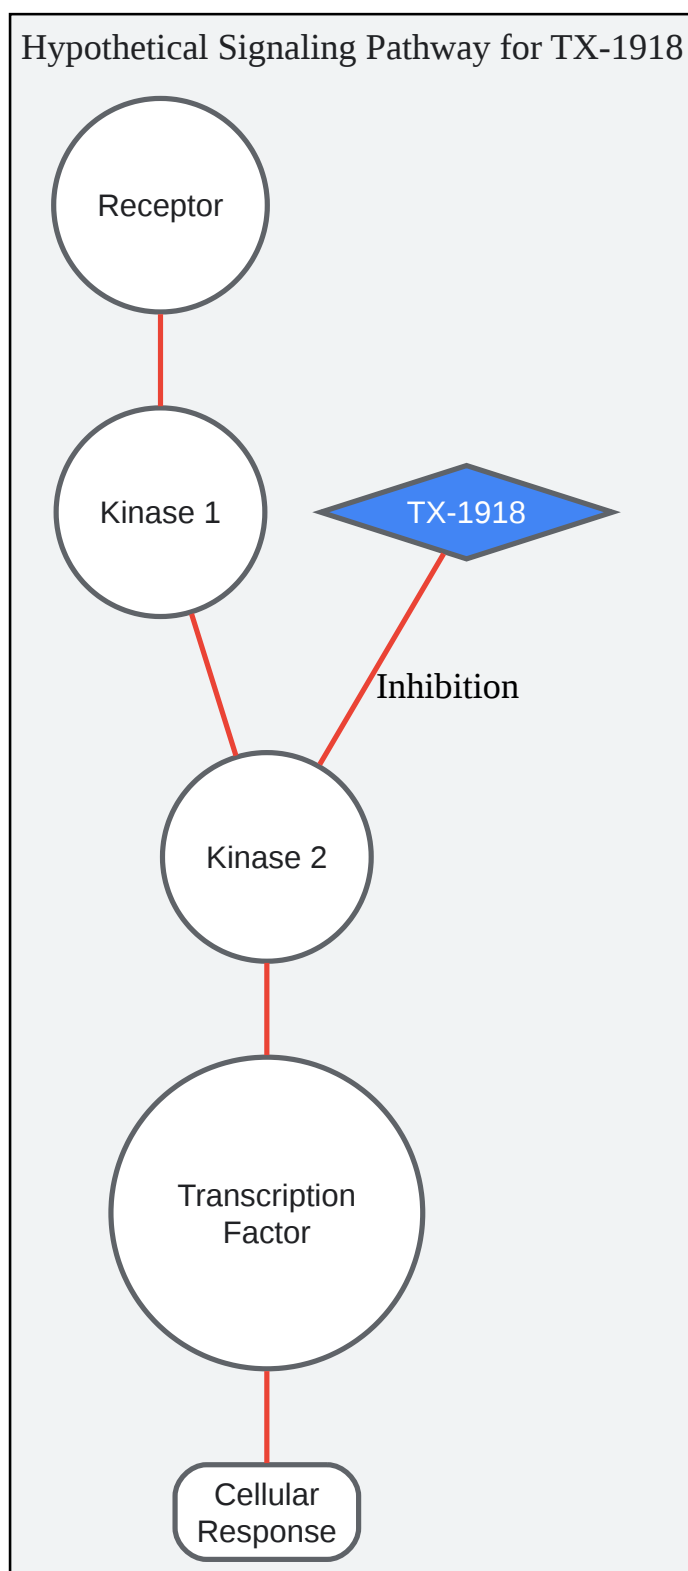 Hypothetical Signaling Pathway for TX-1918
Receptor
Kinase 1
TX-1918
Inhibition
Kinase 2
Transcription
Factor
Cellular
Response